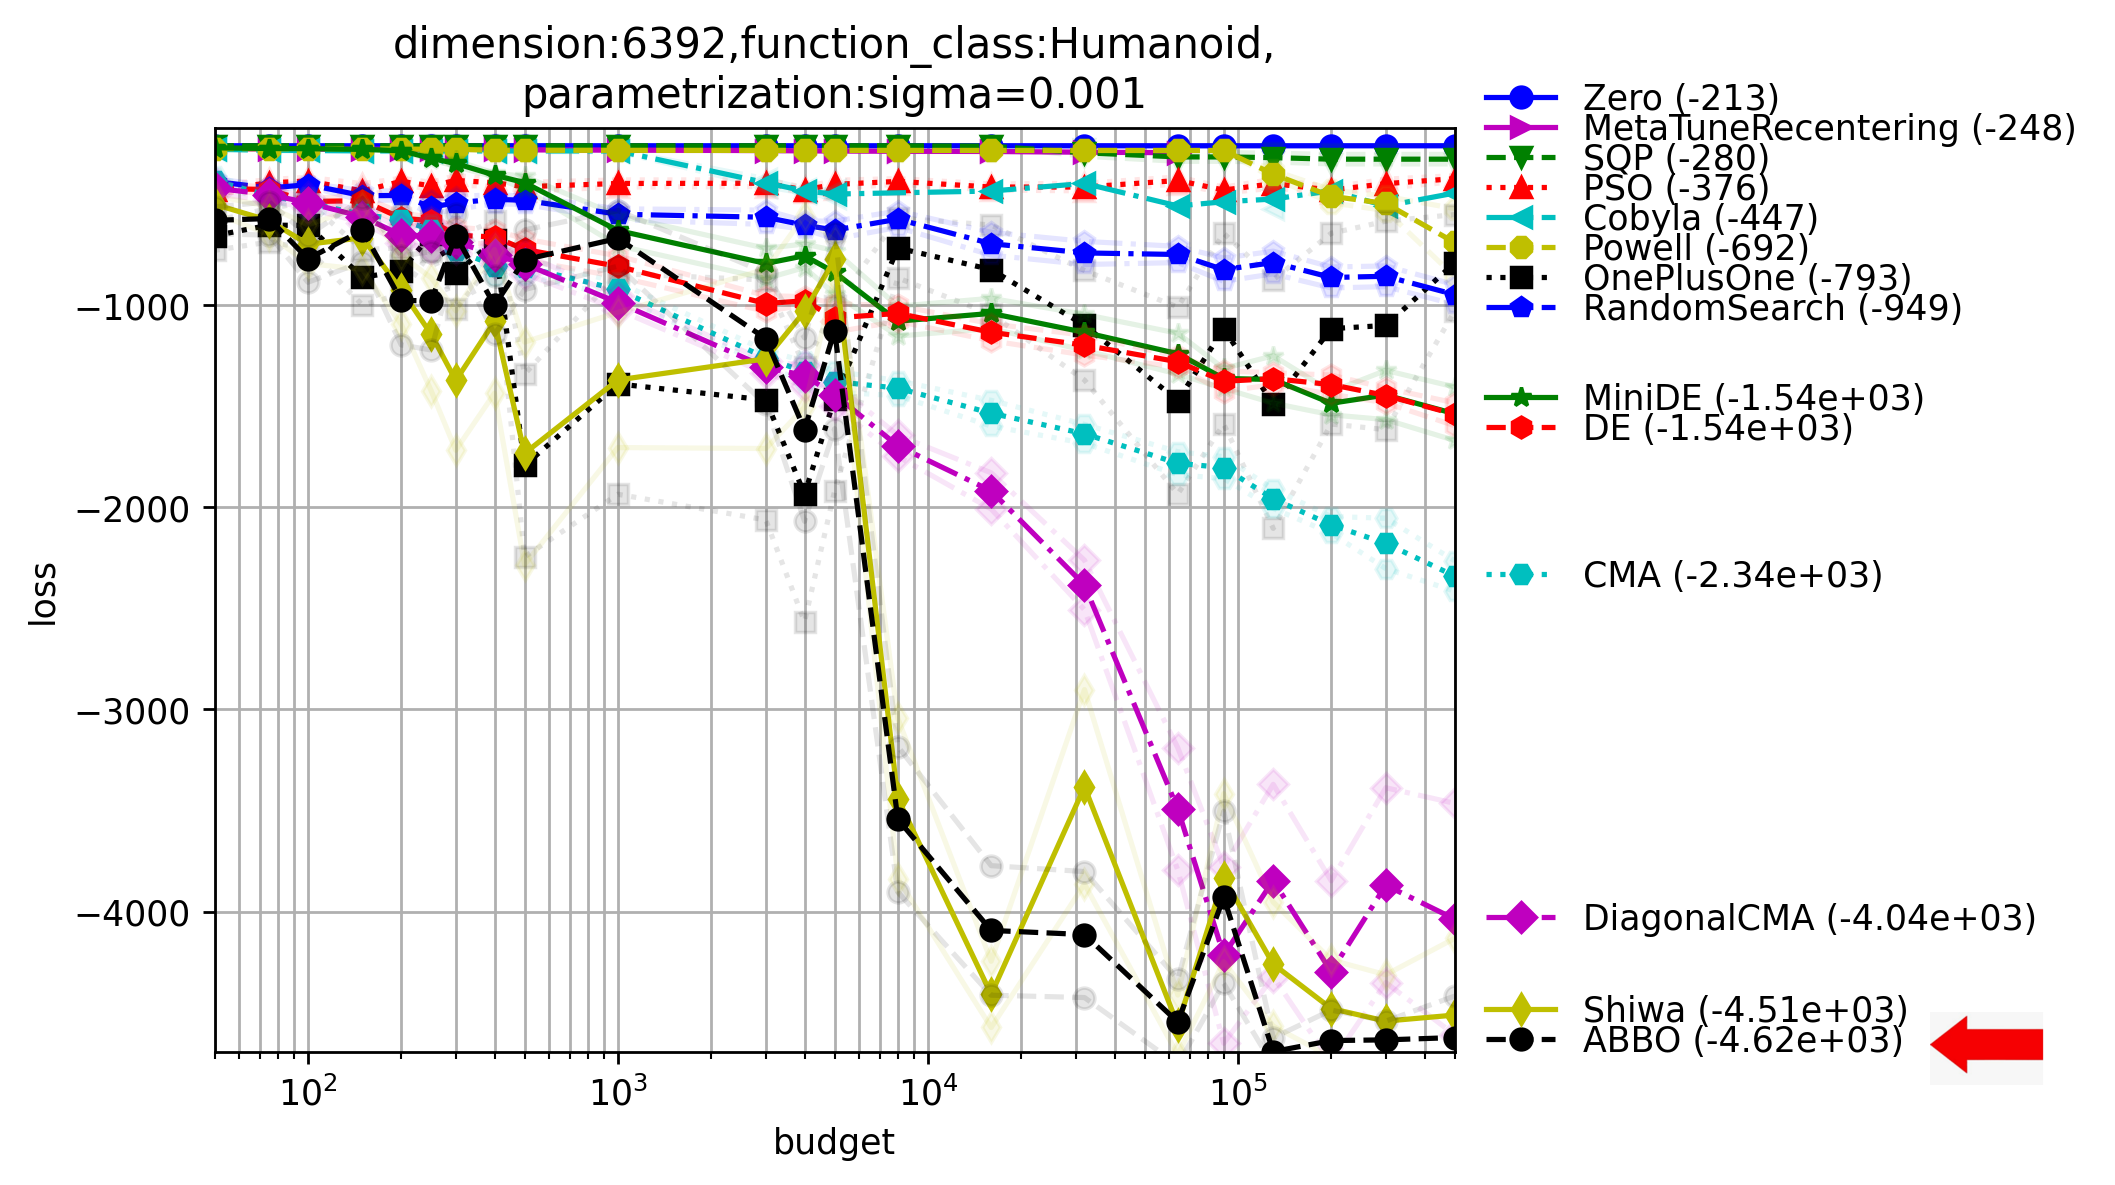 dimension:6392,function_class:Humanoid,
parametrization:sigma=0.001
Zero (-213)
MetaTuneRecentering (-248)
SQP (-280)
PSO (-376)
Cobyla (-447)
Powell (-692)
OnePlusOne (-793)
RandomSearch (-949)
MiniDE (-1.54e+03)
DE (-1.54e+03)
CMA (-2.34e+03)
DiagonalCMA (-4.04e+03)
Shiwa (-4.51e+03)
ABBO (-4.62e+03)
loss
−1000
−2000
−3000
−4000
10² 10³ 10⁴ 10⁵
budget